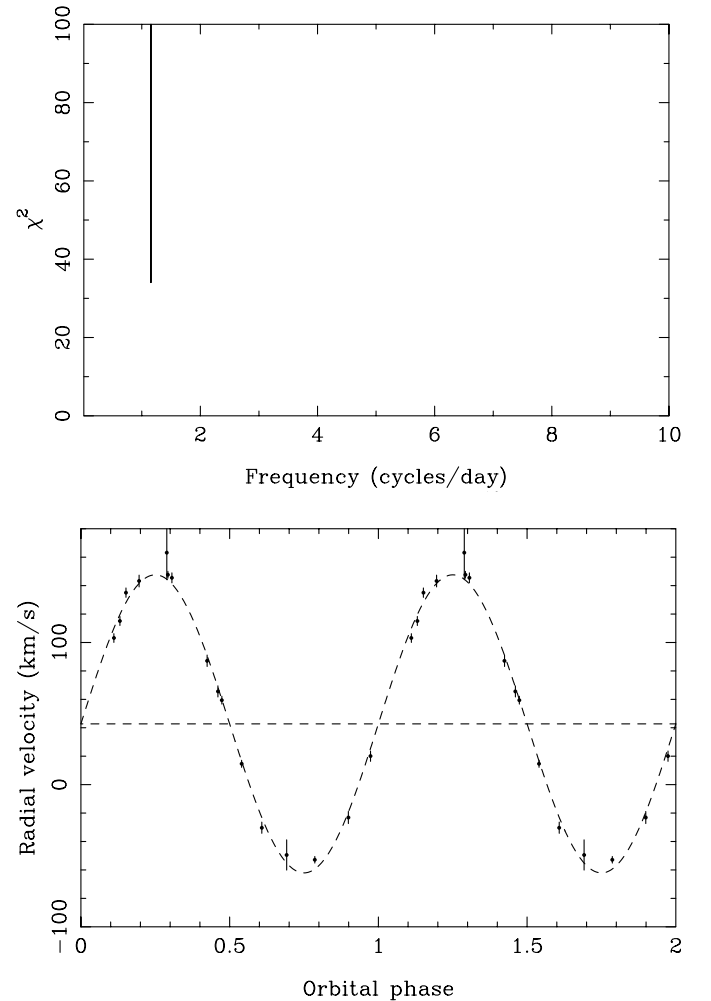 100
80
60
40
20
0
χ²
2 4 6 8 10
Frequency (cycles/day)
100
0
−100
Radial velocity (km/s)
0 0.5 1 1.5 2
Orbital phase